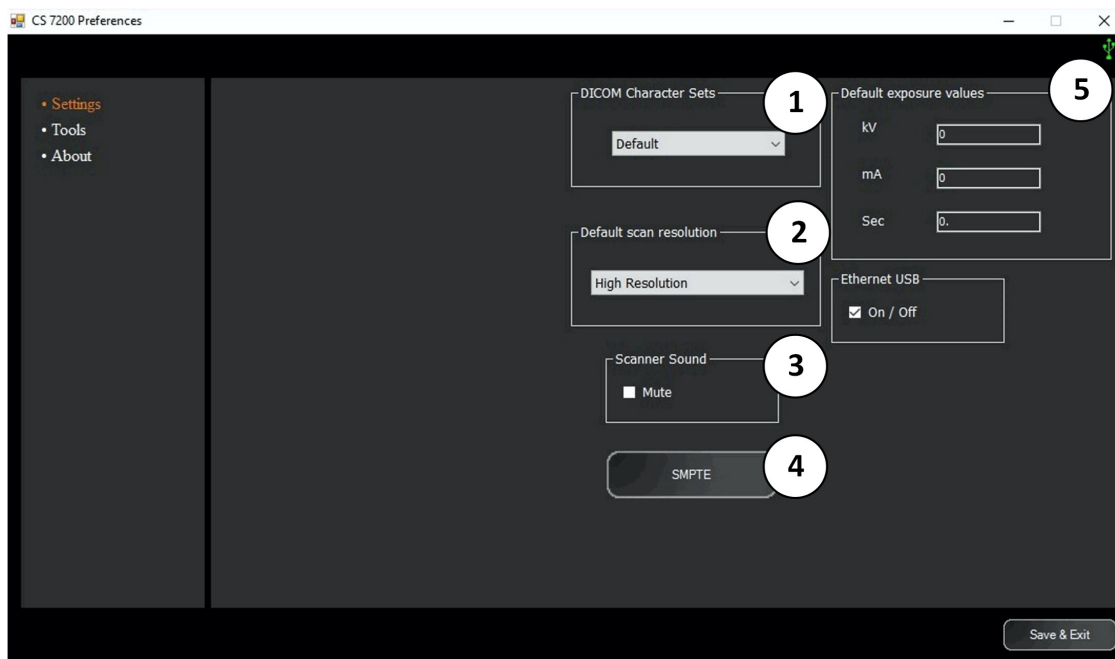 CS 7200 Preferences
• Settings
• Tools
• About
DICOM Character Sets
1
Default
Default scan resolution
2
High Resolution
Scanner Sound
3
Mute
SMPTE
4
Default exposure values
5
kV
0
mA
0
Sec
0.
Ethernet USB
On / Off
Save & Exit